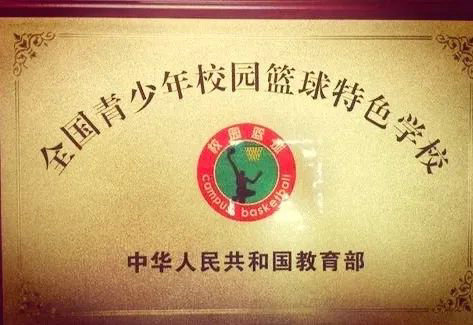 全国青少年校园篮球特色学校
校园篮球
campus basketball
中华人民共和国教育部